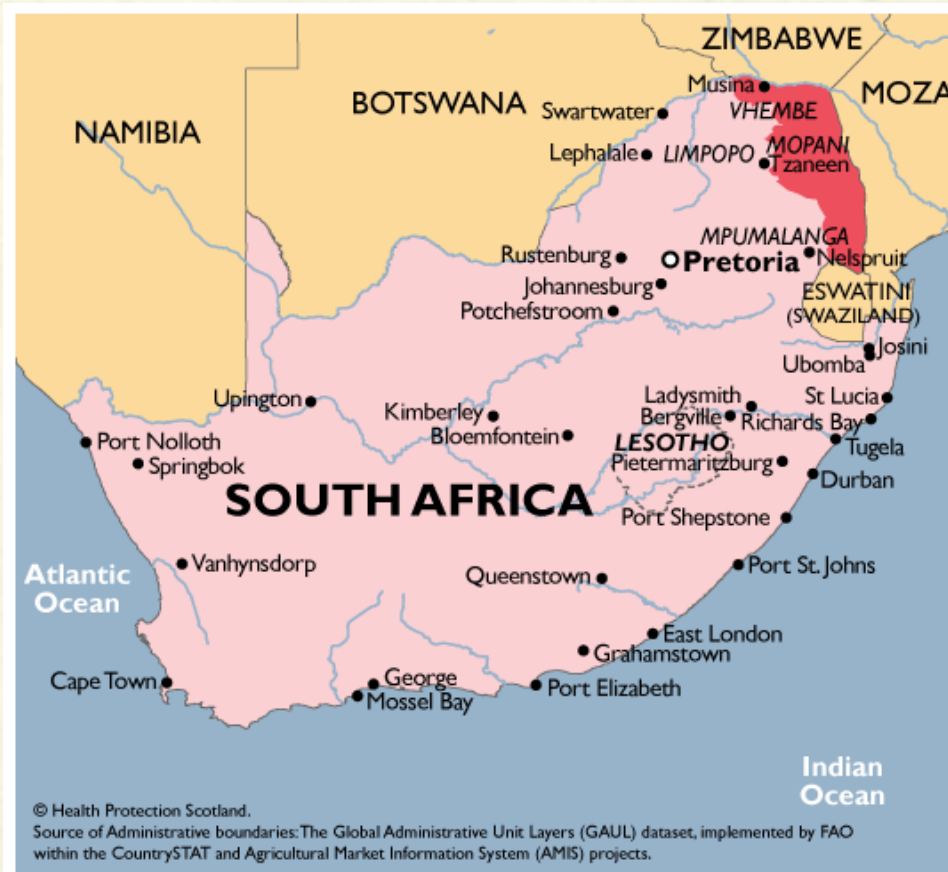 ZIMBABWE
Musina
MOZA
BOTSWANA
Swartwater
VHEMBE
NAMIBIA
Lephalale
LIMPOPO
MOPANI
Tzaneen
MPUMALANGA
Rustenburg
Pretoria
Nelspruit
Johannesburg
ESWATINI
(SWAZILAND)
Potchefstroom
Josini
Ubomba
Upington
Ladysmith
St Lucia
Kimberley
Bergville
Richards Bay
Bloemfontein
LESOTHO
Tugela
Port Nolloth
Springbok
Pietermaritzburg
Durban
SOUTH AFRICA
Port Shepstone
Vanhynsdorp
Port St. Johns
Atlantic
Ocean
Queenstown
East London
Grahamstown
Cape Town
George
Port Elizabeth
Mossel Bay
Indian
Ocean
© Health Protection Scotland.
Source of Administrative boundaries: The Global Administrative Unit Layers (GAUL) dataset, implemented by FAO
within the CountrySTAT and Agricultural Market Information System (AMIS) projects.